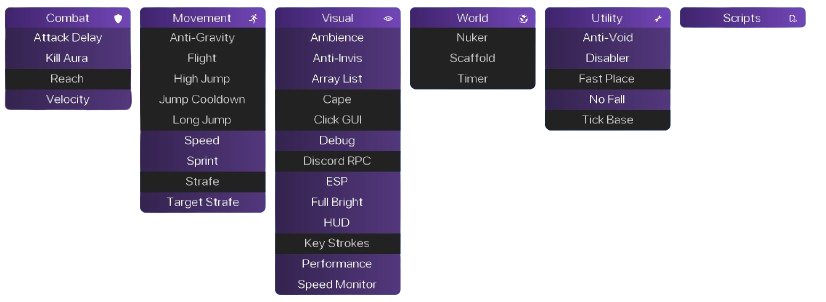 Combat
Attack Delay
Kill Aura
Reach
Velocity
Movement
Anti-Gravity
Flight
High Jump
Jump Cooldown
Long Jump
Speed
Sprint
Strafe
Target Strafe
Visual
Ambience
Anti-Invis
Array List
Cape
Click GUI
Debug
Discord RPC
ESP
Full Bright
HUD
Key Strokes
Performance
Speed Monitor
World
Nuker
Scaffold
Timer
Utility
Anti-Void
Disabler
Fast Place
No Fall
Tick Base
Scripts